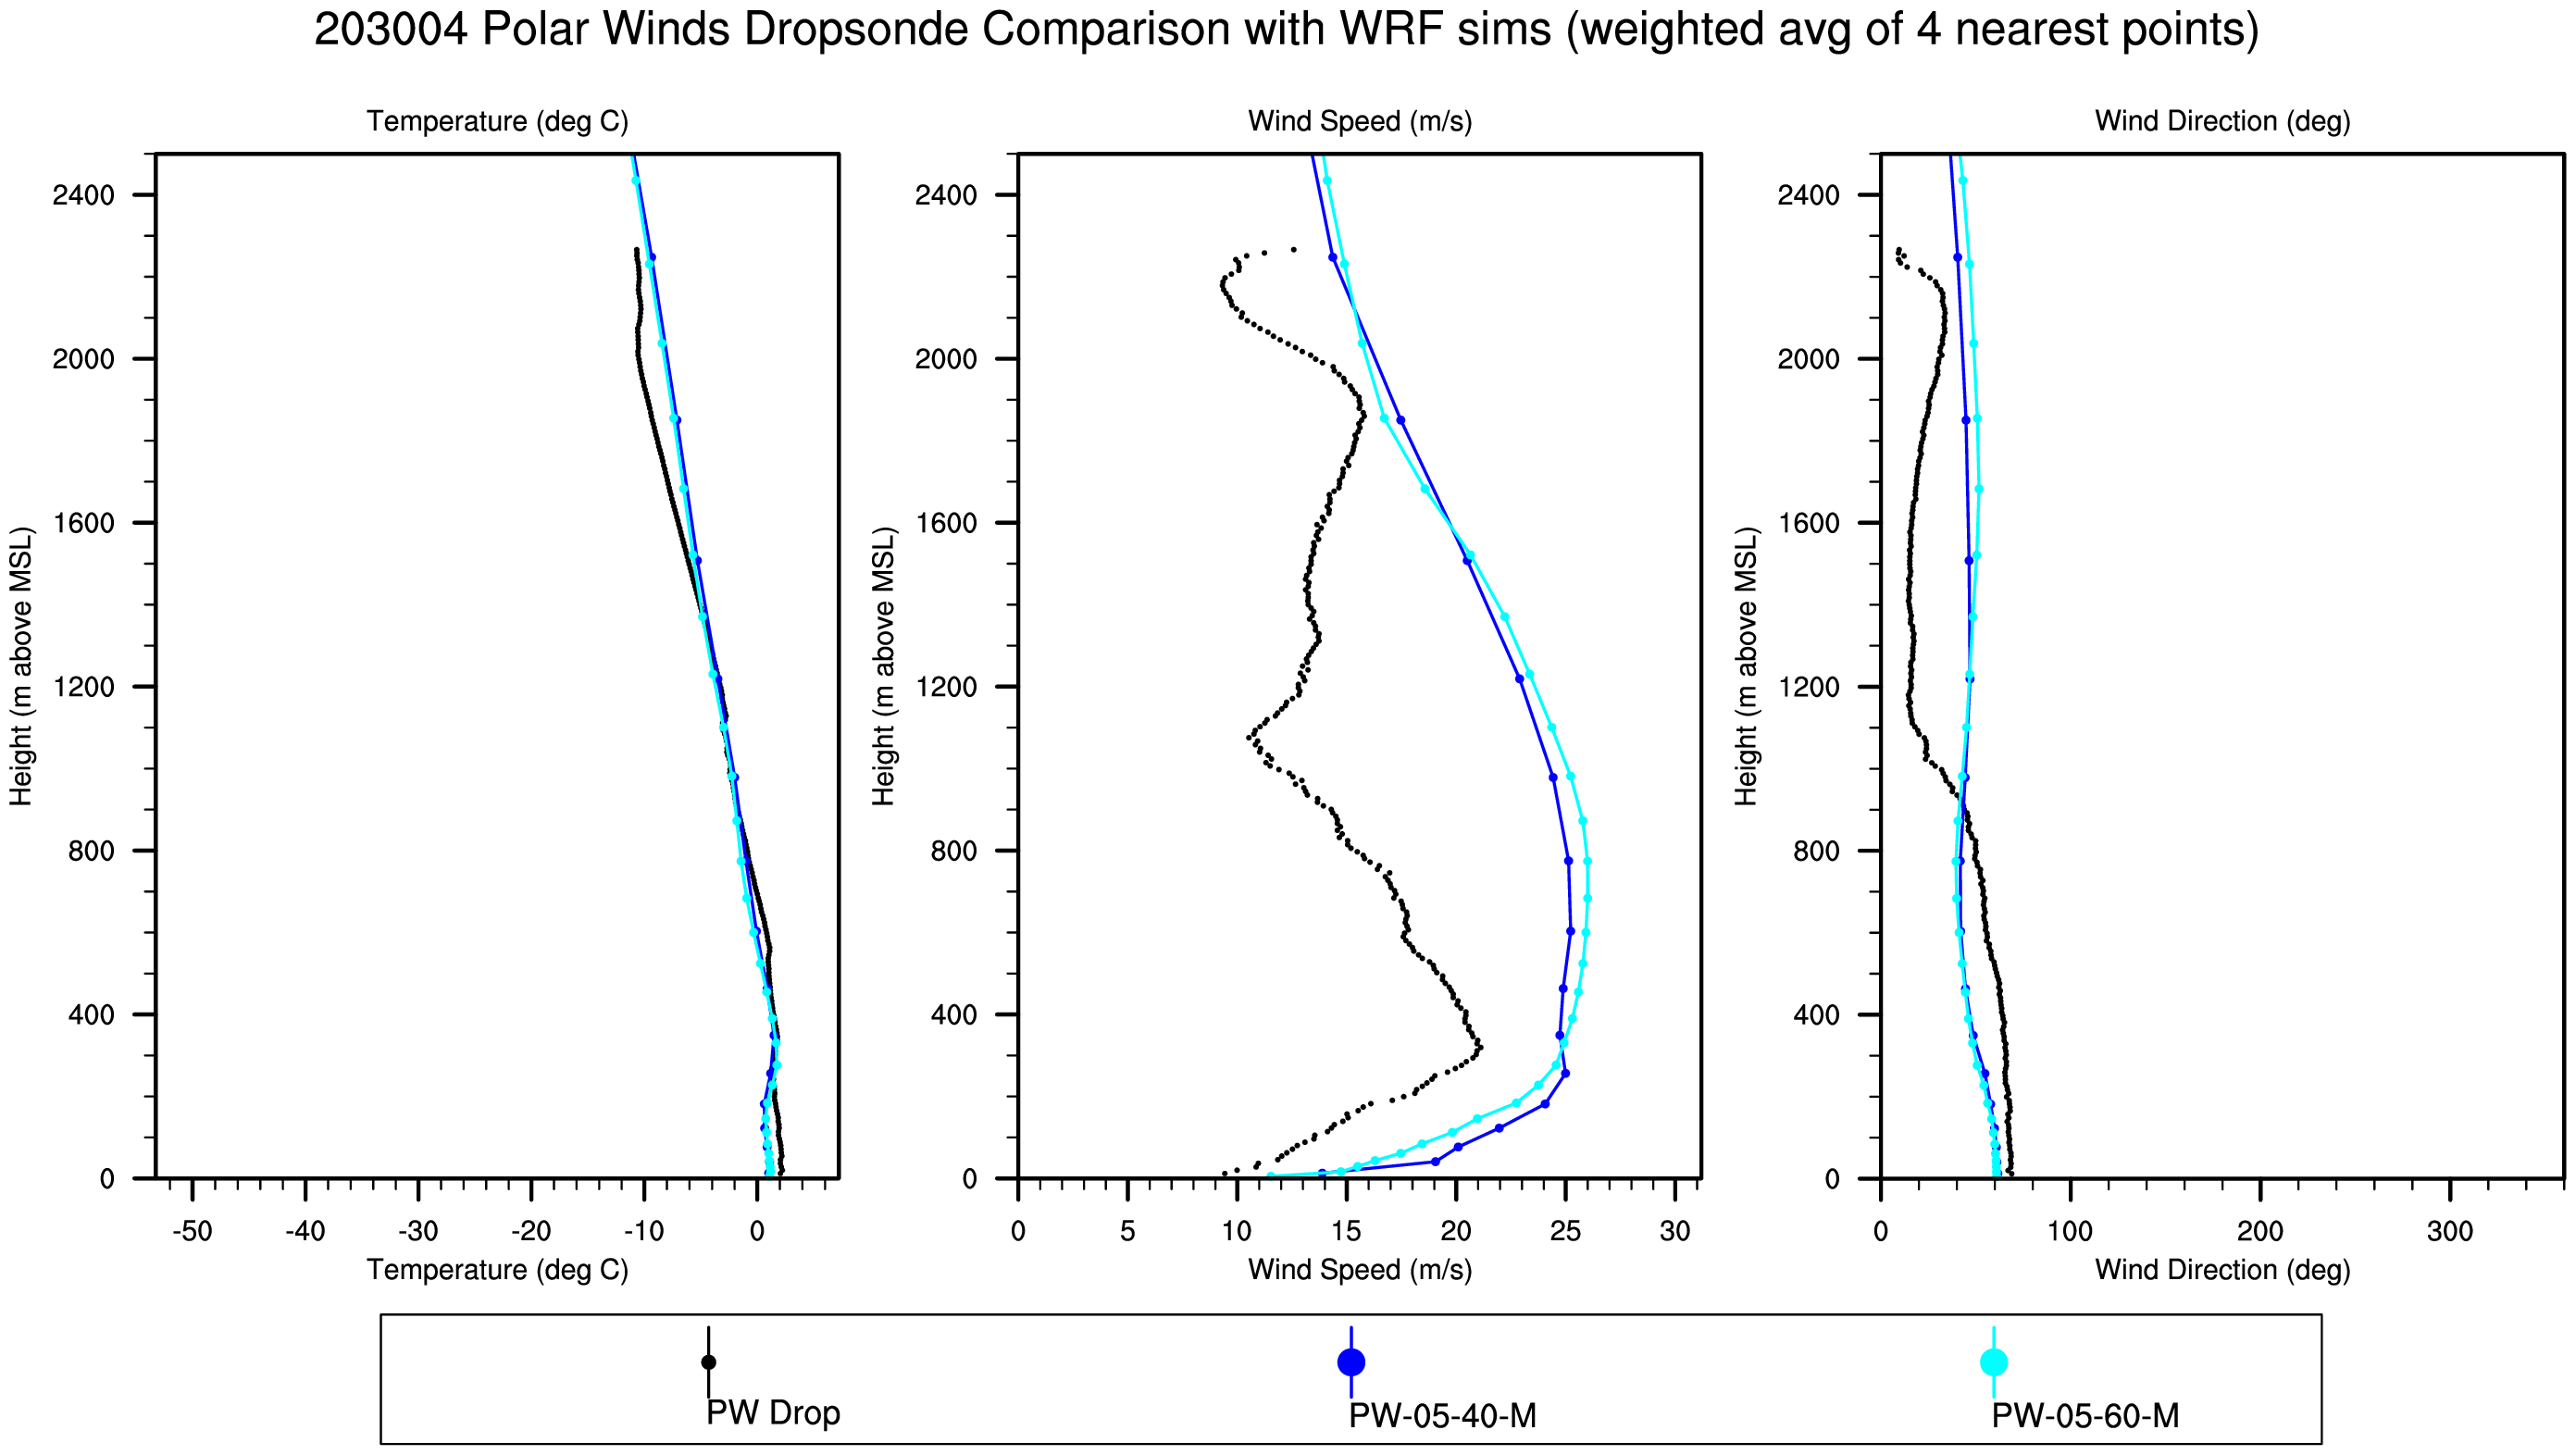 203004 Polar Winds Dropsonde Comparison with WRF sims (weighted avg of 4 nearest points)
Temperature (deg C)
Wind Speed (m/s)
Wind Direction (deg)
2400
2000
1600
1200
800
400
0
Height (m above MSL)
-50 -40 -30 -20 -10 0
Temperature (deg C)
2400
2000
1600
1200
800
400
0
Height (m above MSL)
0 5 10 15 20 25 30
Wind Speed (m/s)
2400
2000
1600
1200
800
400
0
Height (m above MSL)
0 100 200 300
Wind Direction (deg)
PW Drop
PW-05-40-M
PW-05-60-M